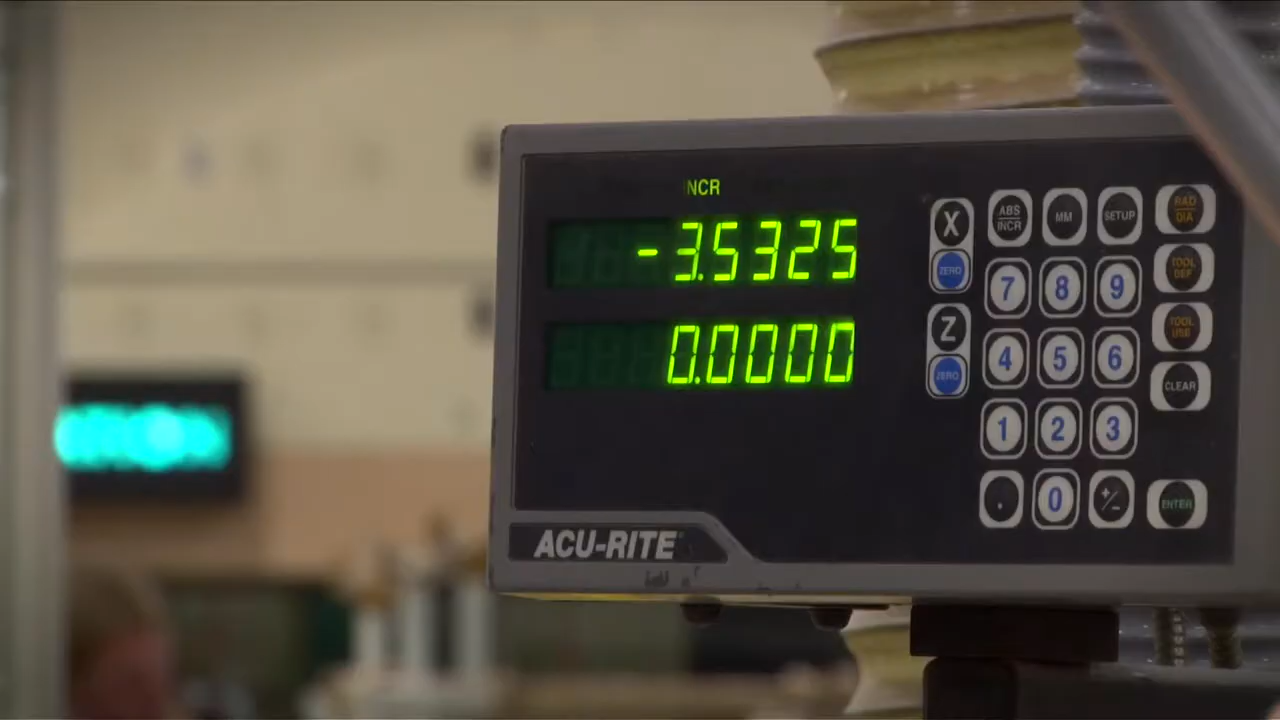 INCR
-3.5325
0.0000
X
ZERO
Z
ZERO
ABS
INCR
MM
SETUP
RAD
DIA
7 8 9
TOOL
DEF
4 5 6
TOOL
USE
CLEAR
1 2 3
. 0 +/-
ENTER
ACU-RITE